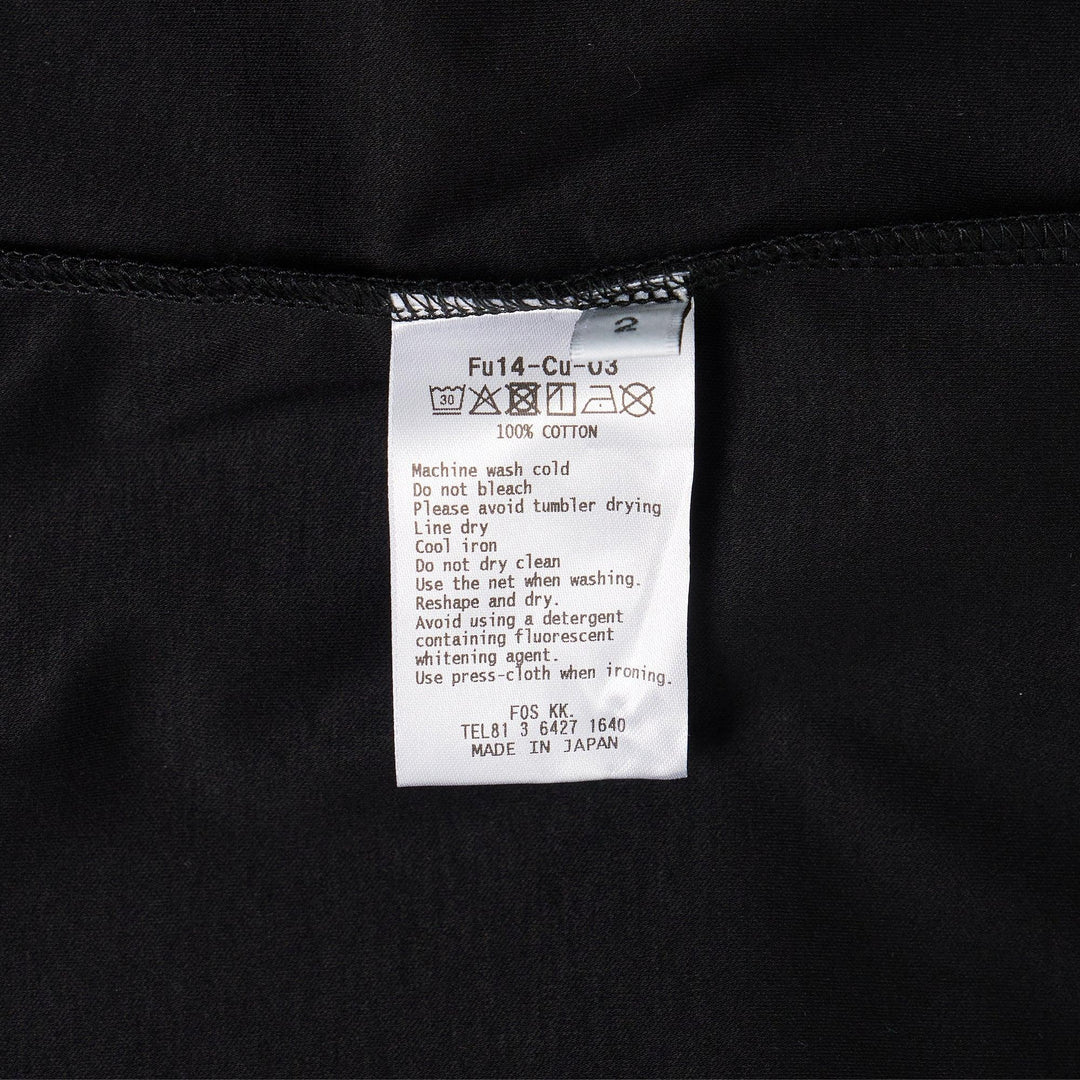 2
Fu14-Cu-03
30
100% COTTON
Machine wash cold
Do not bleach
Please avoid tumbler drying
Line dry
Cool iron
Do not dry clean
Use the net when washing.
Reshape and dry.
Avoid using a detergent
containing fluorescent
whitening agent.
Use press-cloth when ironing.
FOS KK.
TEL81 3 6427 1640
MADE IN JAPAN